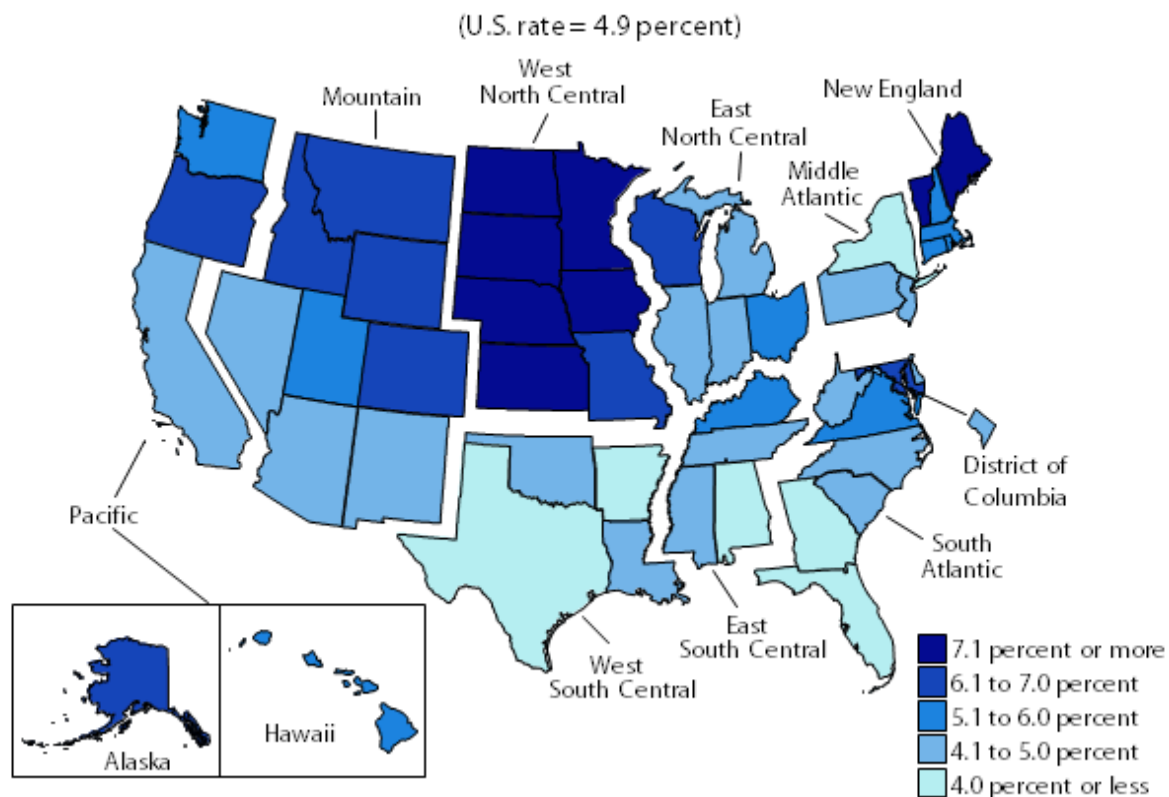 (U.S. rate = 4.9 percent)
West
North Central
Mountain
East
North Central
New England
Middle
Atlantic
District of
Columbia
Pacific
South
Atlantic
East
South Central
West
South Central
Alaska
Hawaii
7.1 percent or more
6.1 to 7.0 percent
5.1 to 6.0 percent
4.1 to 5.0 percent
4.0 percent or less